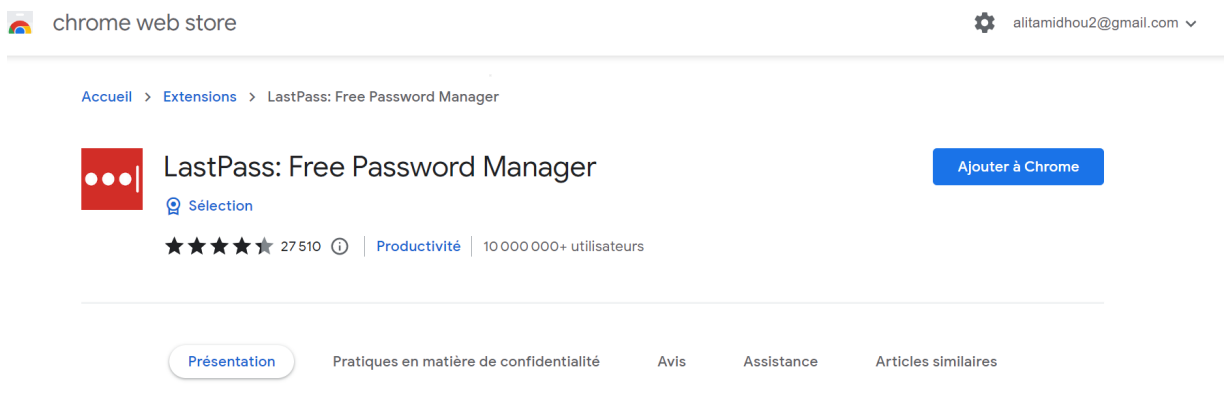 chrome web store
alitamidhou2@gmail.com
Accueil > Extensions > LastPass: Free Password Manager
LastPass: Free Password Manager
Ajouter à Chrome
Sélection
27 510 Productivité 10 000 000+ utilisateurs
Présentation Pratiques en matière de confidentialité Avis Assistance Articles similaires